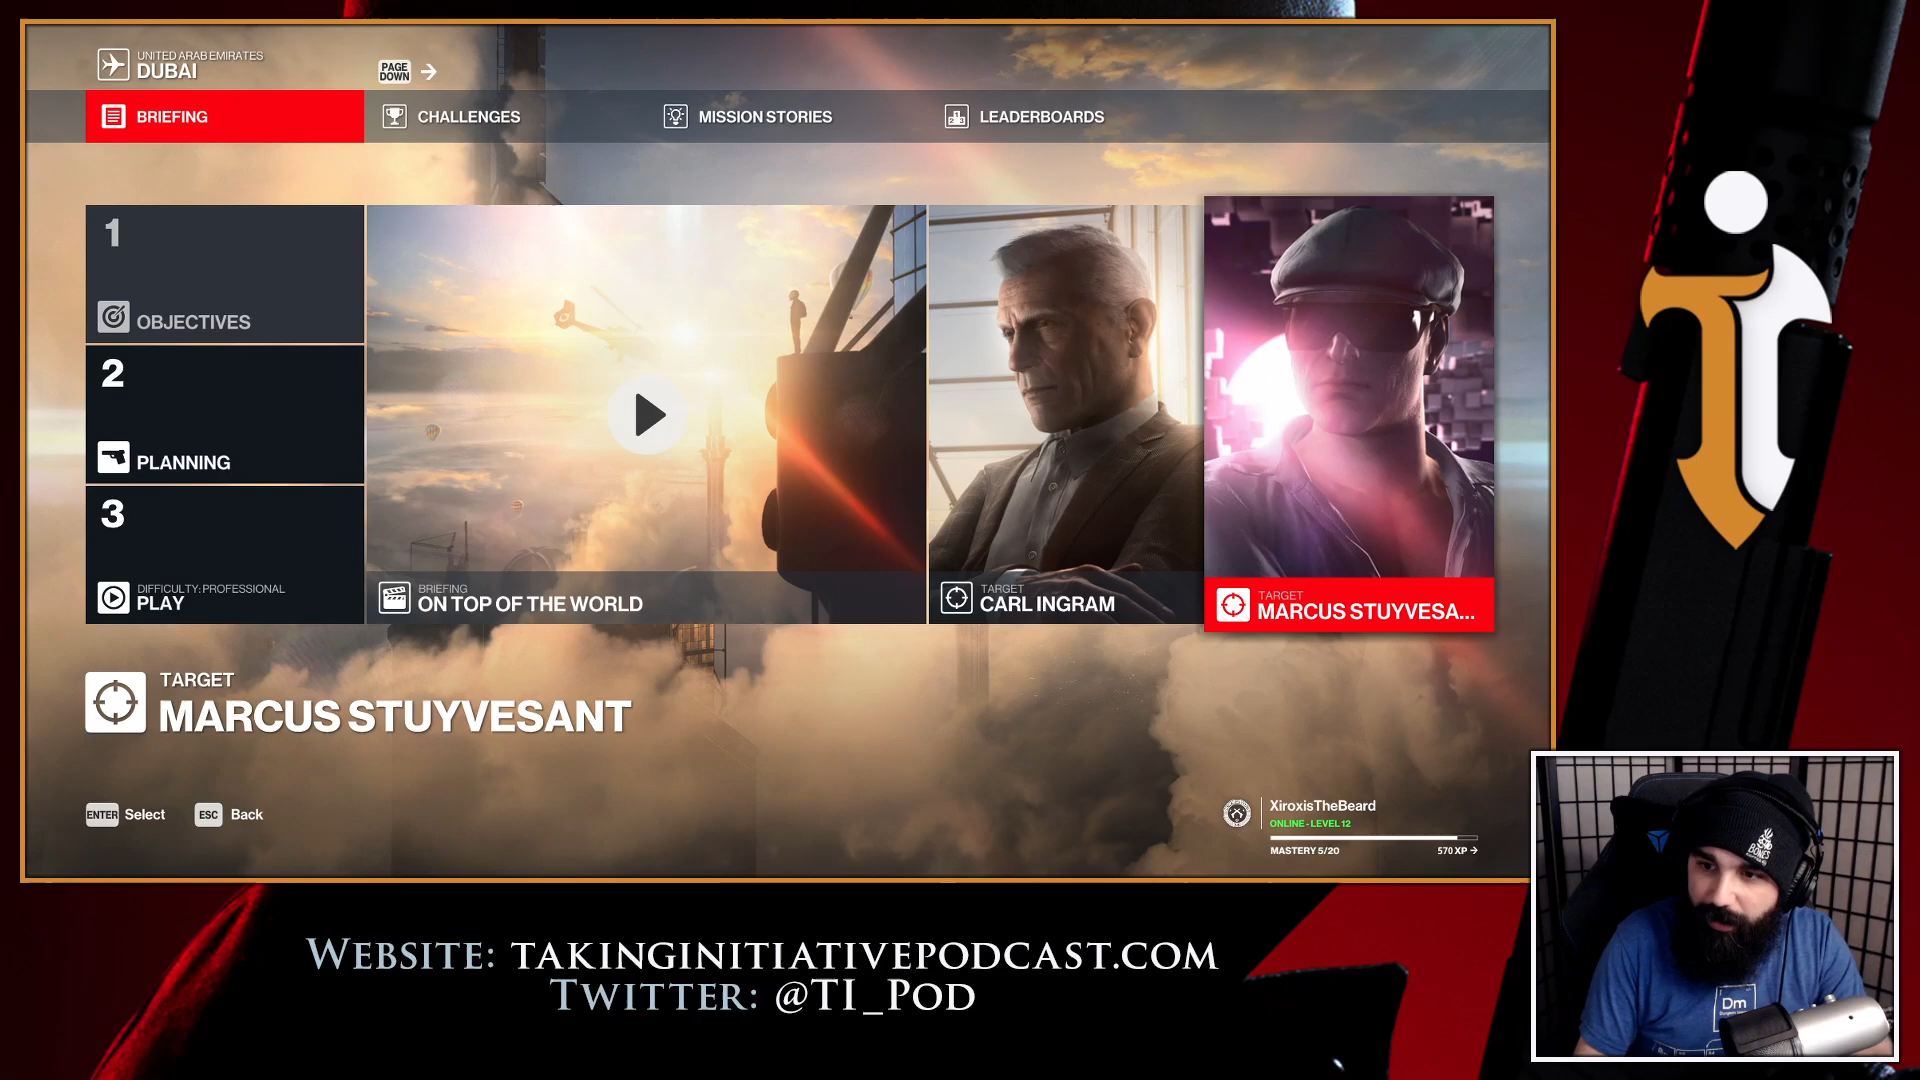 UNITED ARAB EMIRATES
DUBAI
PAGE DOWN
BRIEFING
CHALLENGES
MISSION STORIES
LEADERBOARDS
1
OBJECTIVES
2
PLANNING
3
DIFFICULTY: PROFESSIONAL
PLAY
BRIEFING
ON TOP OF THE WORLD
TARGET
CARL INGRAM
TARGET
MARCUS STUYVESA...
TARGET
MARCUS STUYVESANT
ENTER Select
ESC Back
XiroxisTheBeard
ONLINE - LEVEL 12
MASTERY 5/20
570 XP
BONES
Dm
Website: takinginitiativepodcast.com
Twitter: @TI_Pod